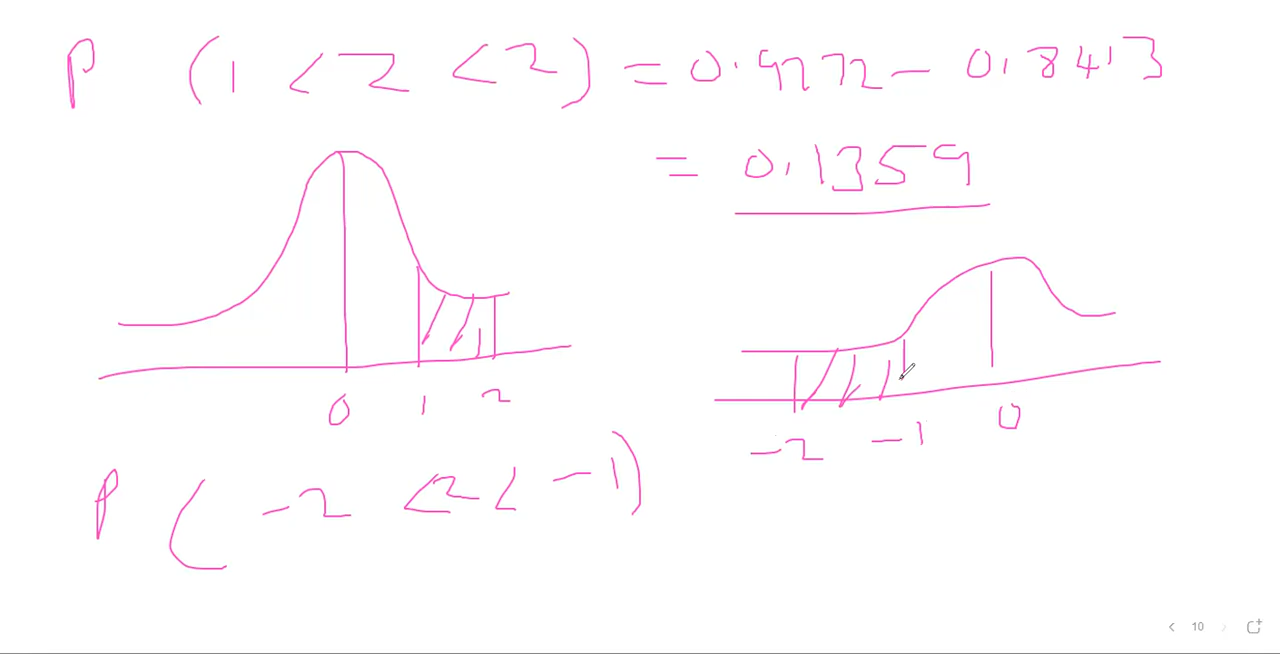 P (1 < Z < 2) = 0.9772 - 0.8413
= 0.1359
0 1 2
-2 -1 0
P ( -2 < Z < -1)
10